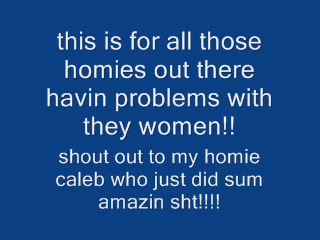 this is for all those
homies out there
havin problems with
they women!!
shout out to my homie
caleb who just did sum
amazin sht!!!!